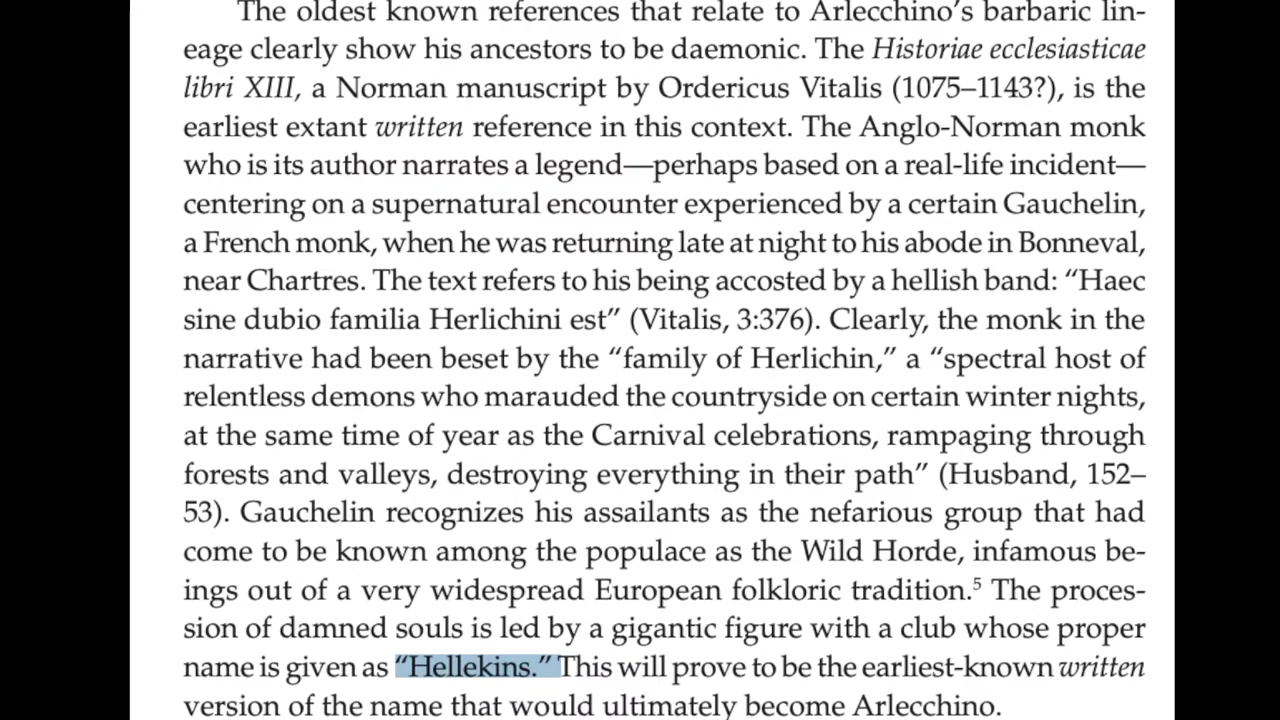 The oldest known references that relate to Arlecchino’s barbaric lin-
eage clearly show his ancestors to be daemonic. The Historiae ecclesiasticae
libri XIII, a Norman manuscript by Ordericus Vitalis (1075–1143?), is the
earliest extant written reference in this context. The Anglo-Norman monk
who is its author narrates a legend—perhaps based on a real-life incident—
centering on a supernatural encounter experienced by a certain Gauchelin,
a French monk, when he was returning late at night to his abode in Bonneval,
near Chartres. The text refers to his being accosted by a hellish band: “Haec
sine dubio familia Herlichini est” (Vitalis, 3:376). Clearly, the monk in the
narrative had been beset by the “family of Herlichin,” a “spectral host of
relentless demons who marauded the countryside on certain winter nights,
at the same time of year as the Carnival celebrations, rampaging through
forests and valleys, destroying everything in their path” (Husband, 152–
53). Gauchelin recognizes his assailants as the nefarious group that had
come to be known among the populace as the Wild Horde, infamous be-
ings out of a very widespread European folkloric tradition.⁵ The proces-
sion of damned souls is led by a gigantic figure with a club whose proper
name is given as “Hellekins.” This will prove to be the earliest-known written
version of the name that would ultimately become Arlecchino.